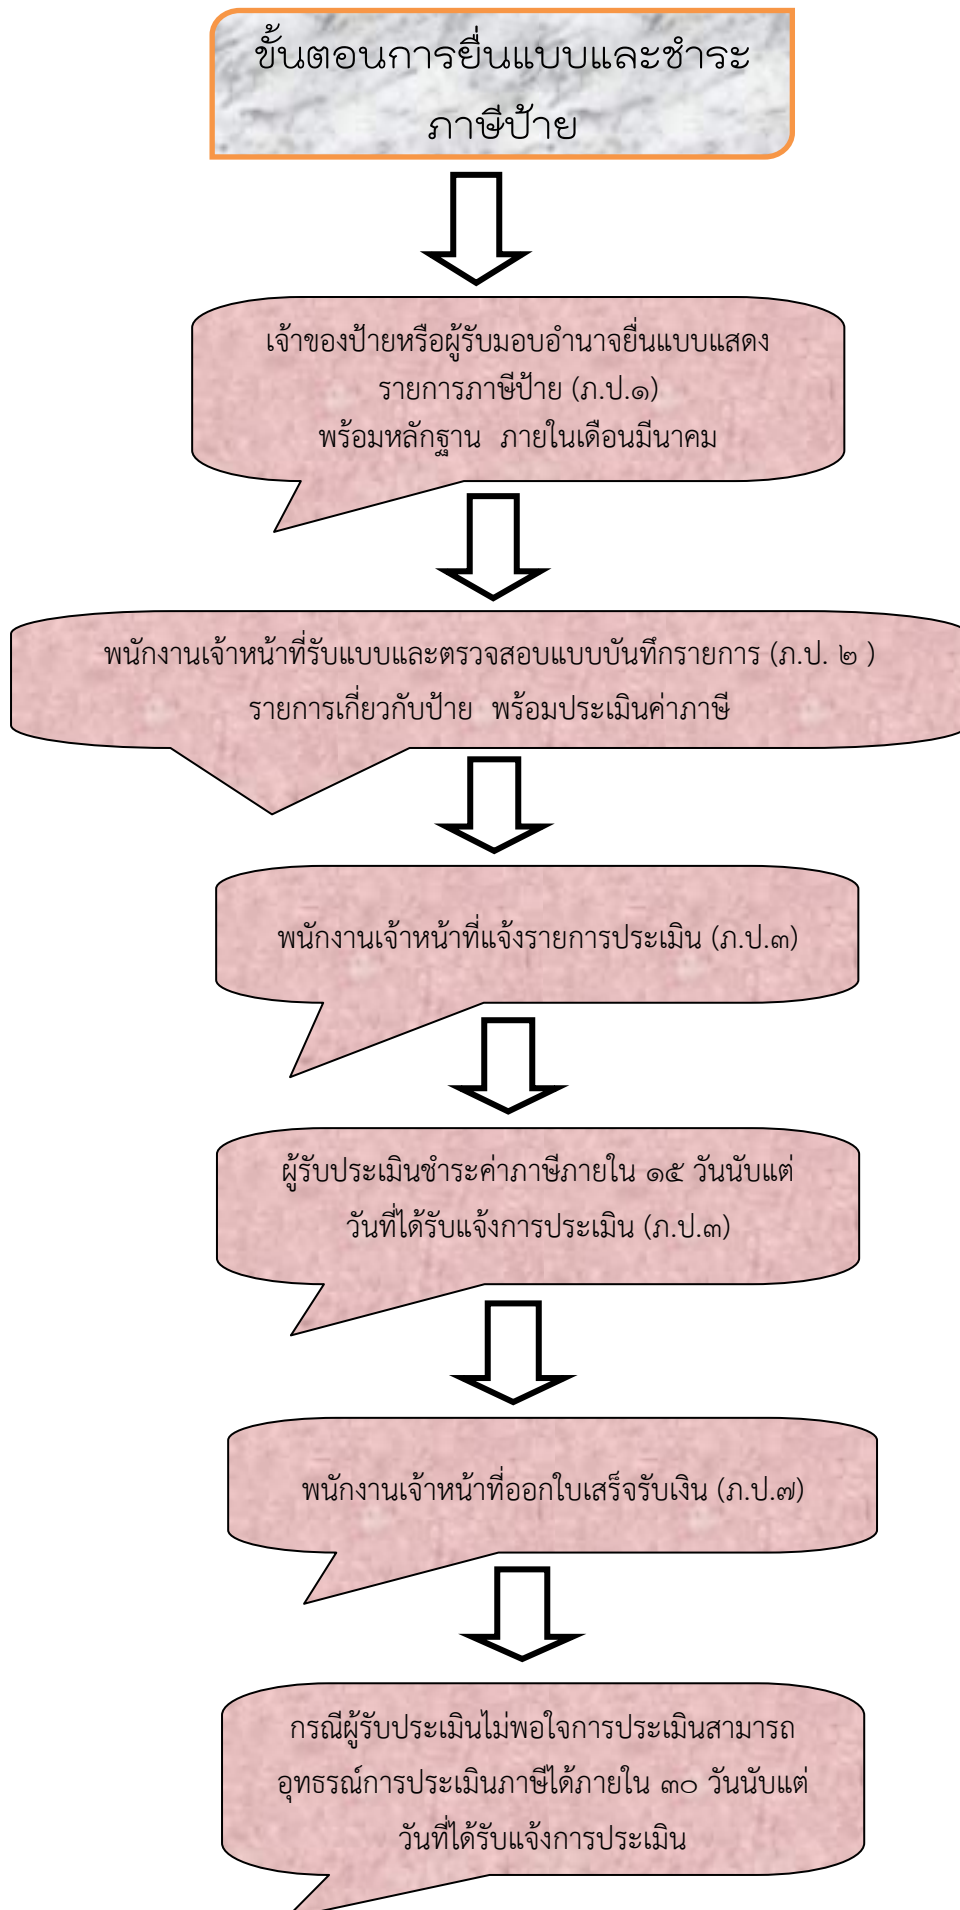 ขั้นตอนการยื่นแบบและชำระ
ภาษีป้าย
เจ้าของป้ายหรือผู้รับมอบอำนาจยื่นแบบแสดง
รายการภาษีป้าย (ภ.ป.๑)
พร้อมหลักฐาน ภายในเดือนมีนาคม
พนักงานเจ้าหน้าที่รับแบบและตรวจสอบแบบบันทึกรายการ (ภ.ป. ๒ )
รายการเกี่ยวกับป้าย พร้อมประเมินค่าภาษี
พนักงานเจ้าหน้าที่แจ้งรายการประเมิน (ภ.ป.๓)
ผู้รับประเมินชำระค่าภาษีภายใน ๑๕ วันนับแต่
วันที่ได้รับแจ้งการประเมิน (ภ.ป.๓)
พนักงานเจ้าหน้าที่ออกใบเสร็จรับเงิน (ภ.ป.๗)
กรณีผู้รับประเมินไม่พอใจการประเมินสามารถ
อุทธรณ์การประเมินภาษีได้ภายใน ๓๐ วันนับแต่
วันที่ได้รับแจ้งการประเมิน